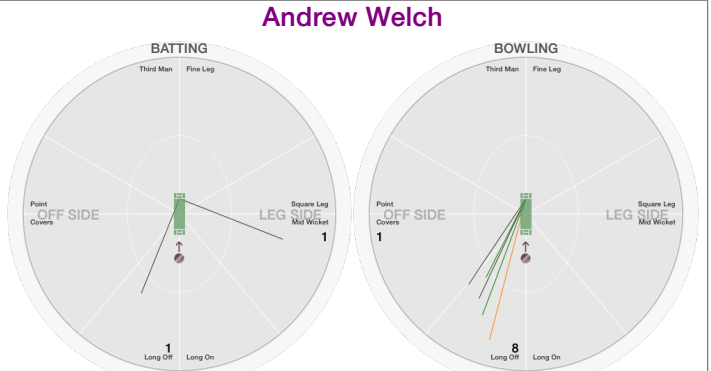 Andrew Welch
BATTING
Third Man Fine Leg
Point
OFF SIDE
Covers
Square Leg
LEG SIDE
Mid Wicket
1
1
Long Off Long On
BOWLING
Third Man Fine Leg
Point
OFF SIDE
Covers
1
Square Leg
LEG SIDE
Mid Wicket
8
Long Off Long On